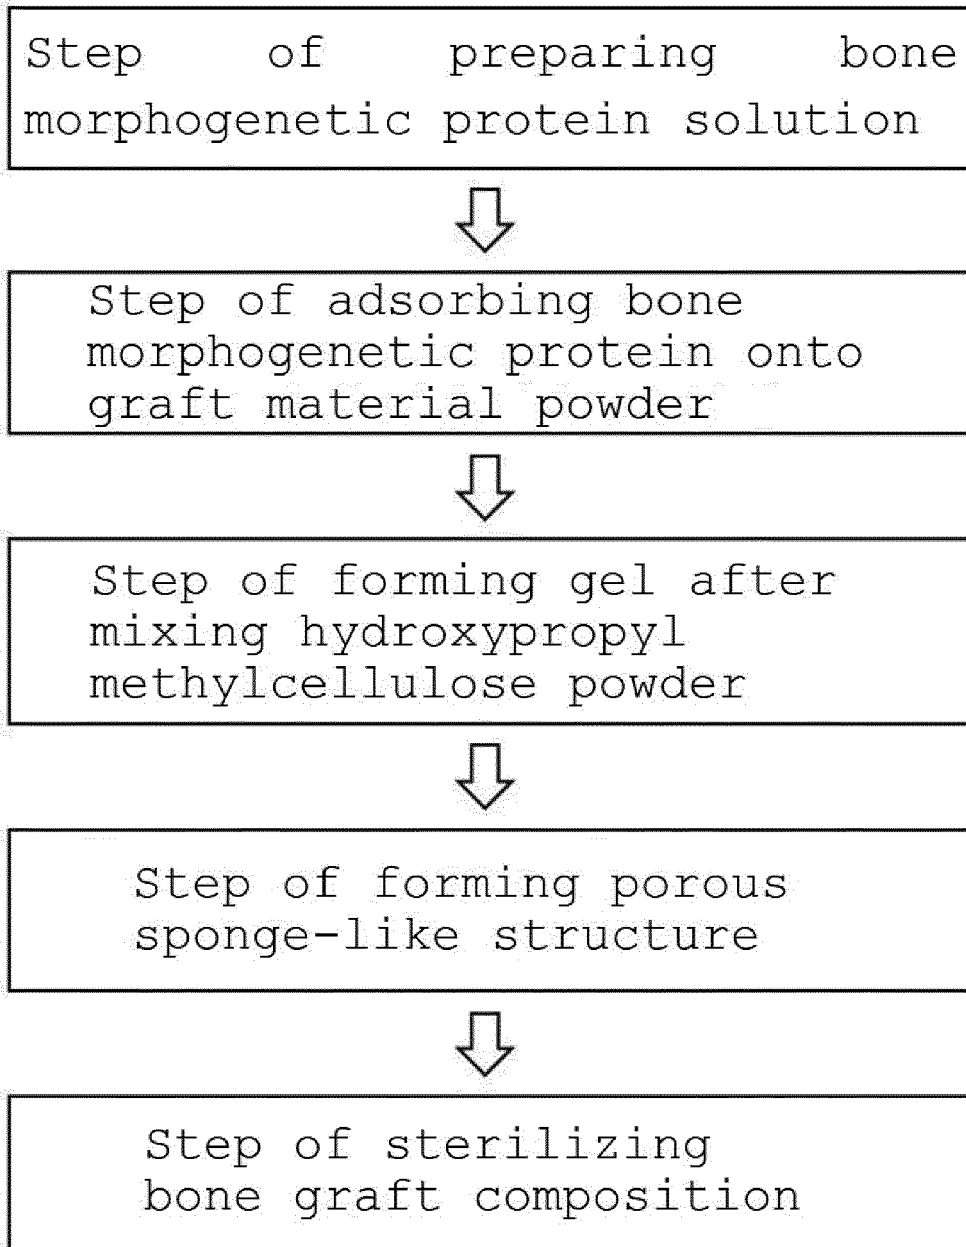 Step of preparing bone
morphogenetic protein solution
Step of adsorbing bone
morphogenetic protein onto
graft material powder
Step of forming gel after
mixing hydroxypropyl
methylcellulose powder
Step of forming porous
sponge-like structure
Step of sterilizing
bone graft composition